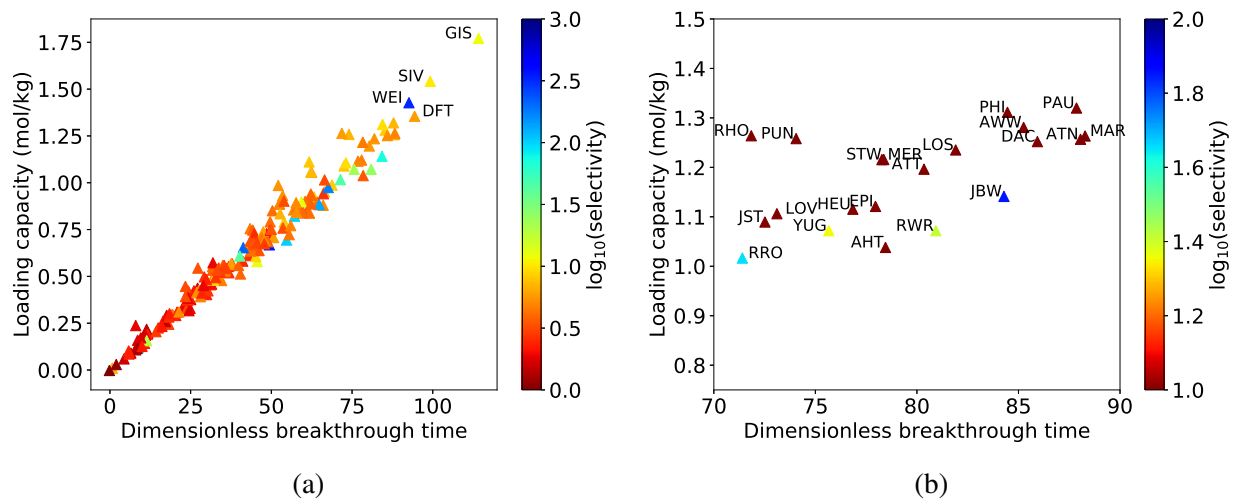 GIS
SIV
WEI
DFT
1.75
1.50
1.25
1.00
0.75
0.50
0.25
0.00
Loading capacity (mol/kg)
0 25 50 75 100
Dimensionless breakthrough time
3.0
2.5
2.0
1.5
1.0
0.5
0.0
log10(selectivity)
(a)
1.5
1.4
1.3
1.2
1.1
1.0
0.9
0.8
Loading capacity (mol/kg)
PHI PAU
AWW
RHO PUN DAC ATN MAR
STW MER LOS
ATT
JBW
JST LOV HEU EPI
YUG RWR
AHT
RRO
70 75 80 85 90
Dimensionless breakthrough time
2.0
1.8
1.6
1.4
1.2
1.0
log10(selectivity)
(b)